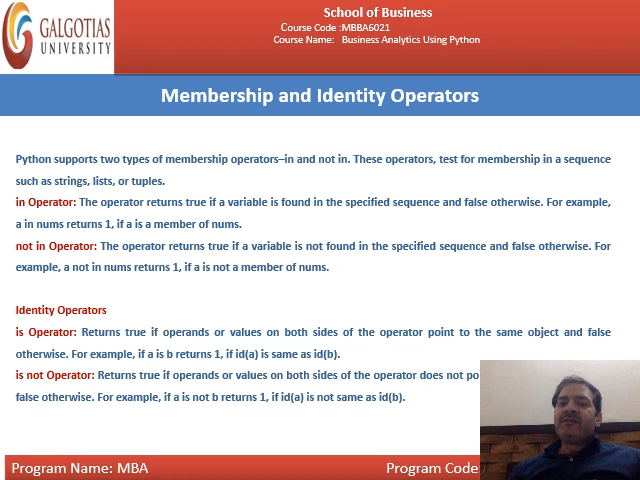 GALGOTIAS
UNIVERSITY
School of Business
Course Code :MBBA6021
Course Name: Business Analytics Using Python
Membership and Identity Operators
Python supports two types of membership operators–in and not in. These operators, test for membership in a sequence
such as strings, lists, or tuples.
in Operator: The operator returns true if a variable is found in the specified sequence and false otherwise. For example,
a in nums returns 1, if a is a member of nums.
not in Operator: The operator returns true if a variable is not found in the specified sequence and false otherwise. For
example, a not in nums returns 1, if a is not a member of nums.
Identity Operators
is Operator: Returns true if operands or values on both sides of the operator point to the same object and false
otherwise. For example, if a is b returns 1, if id(a) is same as id(b).
is not Operator: Returns true if operands or values on both sides of the operator does not po
false otherwise. For example, if a is not b returns 1, if id(a) is not same as id(b).
Program Name: MBA
Program Code